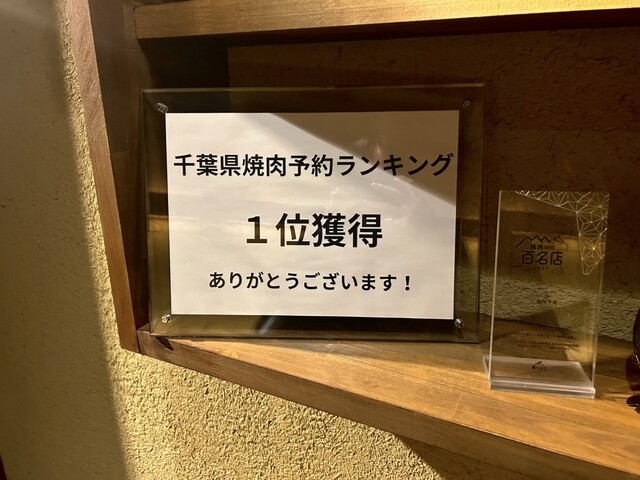 千葉県焼肉予約ランキング
１位獲得
ありがとうございます！
百名店